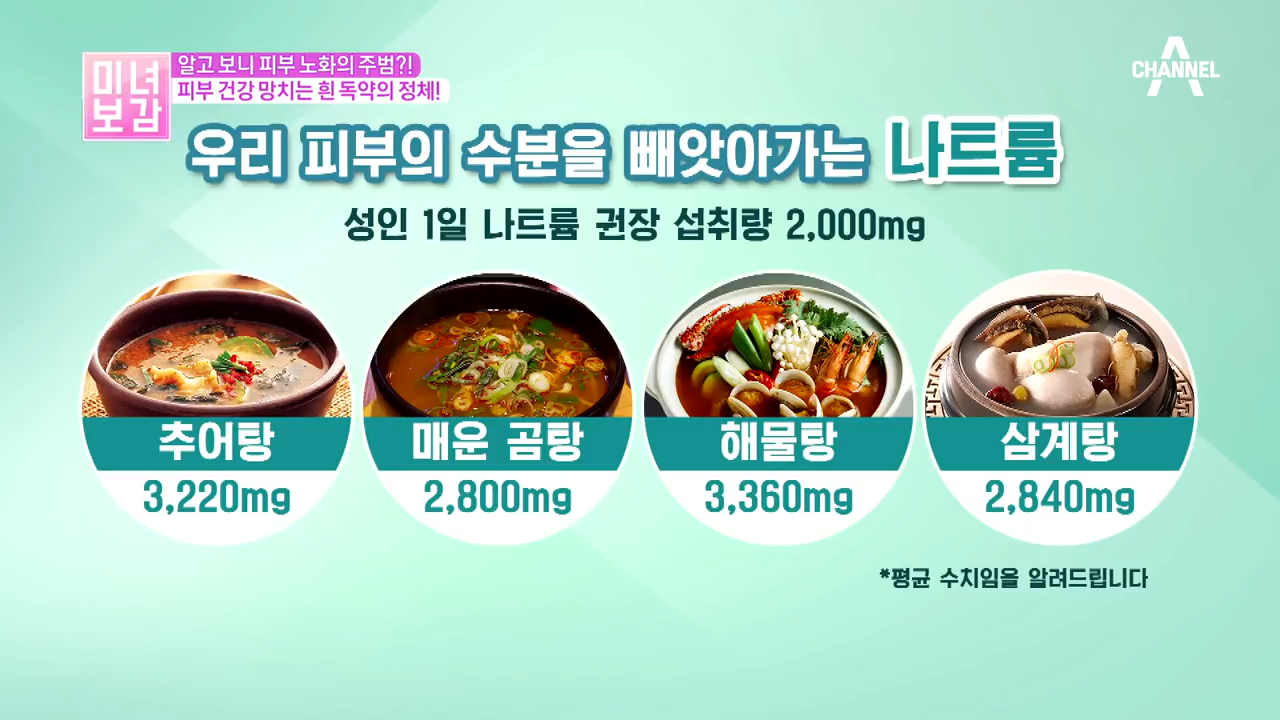 미녀
보감
알고 보니 피부 노화의 주범?!
피부 건강 망치는 흰 독약의 정체!
CHANNEL A
우리 피부의 수분을 빼앗아가는 나트륨
성인 1일 나트륨 권장 섭취량 2,000mg
추어탕
3,220mg
매운 곰탕
2,800mg
해물탕
3,360mg
삼계탕
2,840mg
*평균 수치임을 알려드립니다